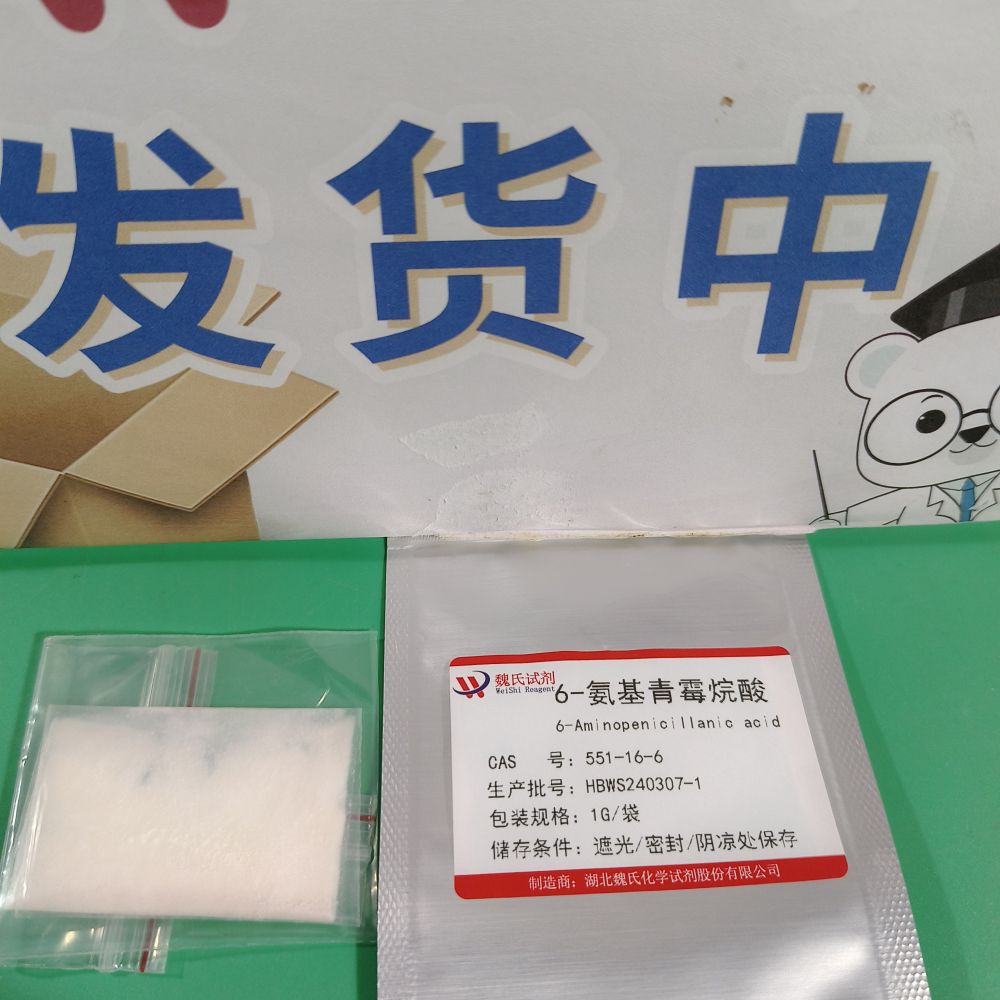 发货中
魏氏试剂
WeiShi Reagent
6-氨基青霉烷酸
6-Aminopenicillanic acid
CAS 号: 551-16-6
生产批号: HBWS240307-1
包装规格: 1G/袋
储存条件: 遮光/密封/阴凉处保存
制造商: 湖北魏氏化学试剂股份有限公司